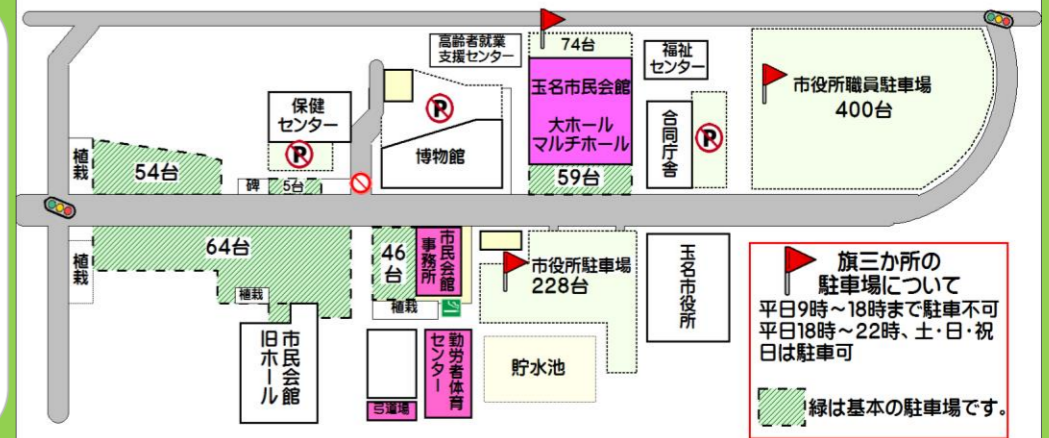 高齢者就業
支援センター
74台
福祉
センター
市役所職員駐車場
400台
玉名市民会館
大ホール
マルチホール
保健
センター
P
P
博物館
合同庁舎
P
植栽
54台
碑
5台
59台
植栽
64台
46台
市民会館
事務所
市役所駐車場
228台
玉名市役所
植栽
植栽
市民会館
旧ホール
勤労者体育
センター
弓道場
貯水池
旗三か所の
駐車場について
平日9時～18時まで駐車不可
平日18時～22時、土・日・祝
日は駐車可
緑は基本の駐車場です。